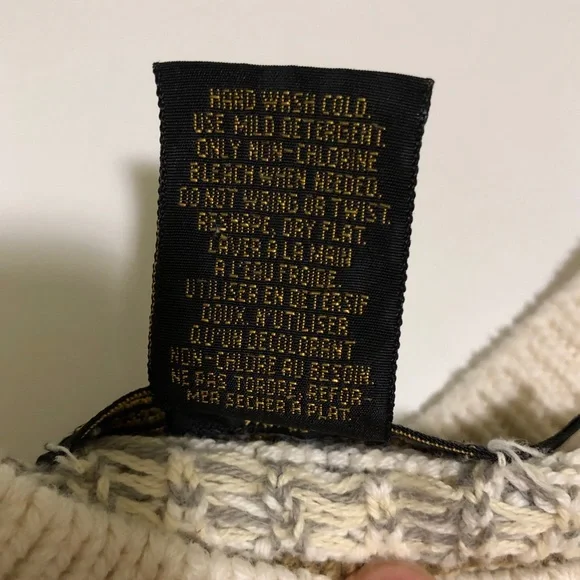 HAND WASH COLD.
USE MILD DETERGENT.
ONLY NON-CHLORINE
BLEACH WHEN NEEDED.
DO NOT WRING OR TWIST.
RESHAPE, DRY FLAT.
LAVER A LA MAIN
A L'EAU FROIDE.
UTILISER EN DETERSIF
DOUX. N'UTILISER
QU'UN DECOLORANT
NON-CHLORE AU BESOIN.
NE PAS TORDRE, REFOR-
MER SECHER A PLAT